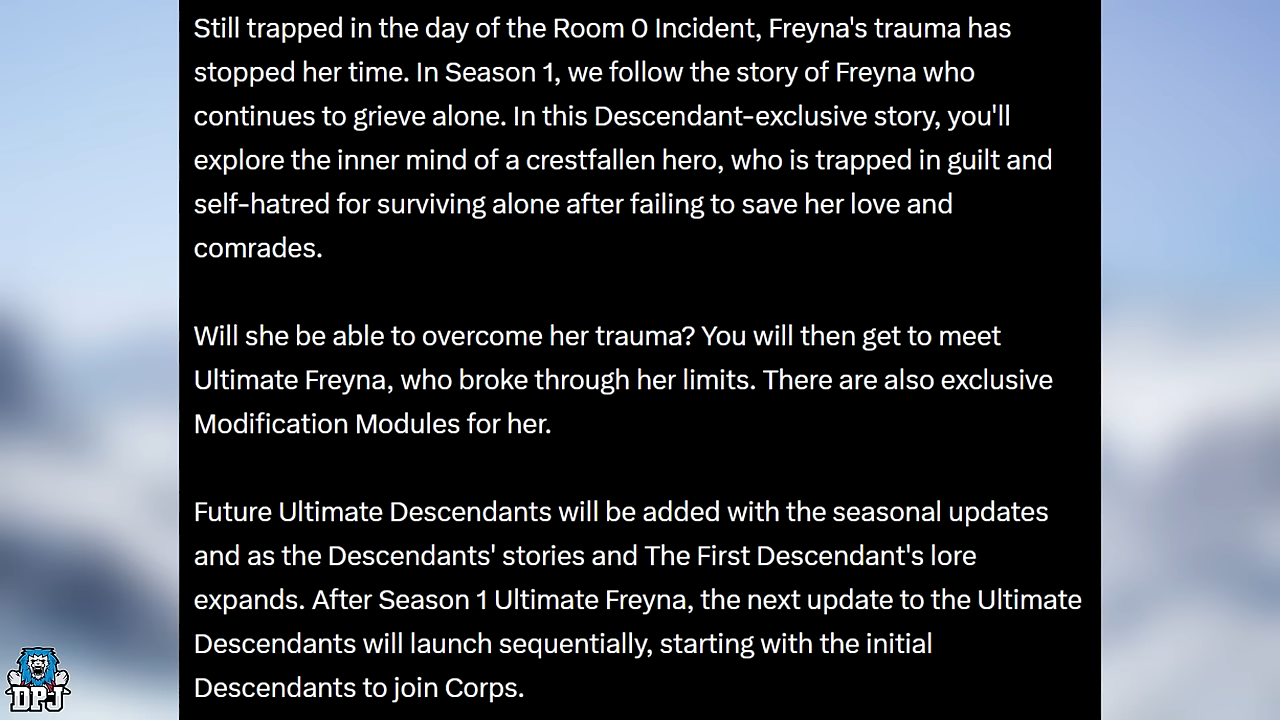 Still trapped in the day of the Room 0 Incident, Freyna's trauma has
stopped her time. In Season 1, we follow the story of Freyna who
continues to grieve alone. In this Descendant-exclusive story, you'll
explore the inner mind of a crestfallen hero, who is trapped in guilt and
self-hatred for surviving alone after failing to save her love and
comrades.
Will she be able to overcome her trauma? You will then get to meet
Ultimate Freyna, who broke through her limits. There are also exclusive
Modification Modules for her.
Future Ultimate Descendants will be added with the seasonal updates
and as the Descendants' stories and The First Descendant's lore
expands. After Season 1 Ultimate Freyna, the next update to the Ultimate
Descendants will launch sequentially, starting with the initial
Descendants to join Corps.
DPJ